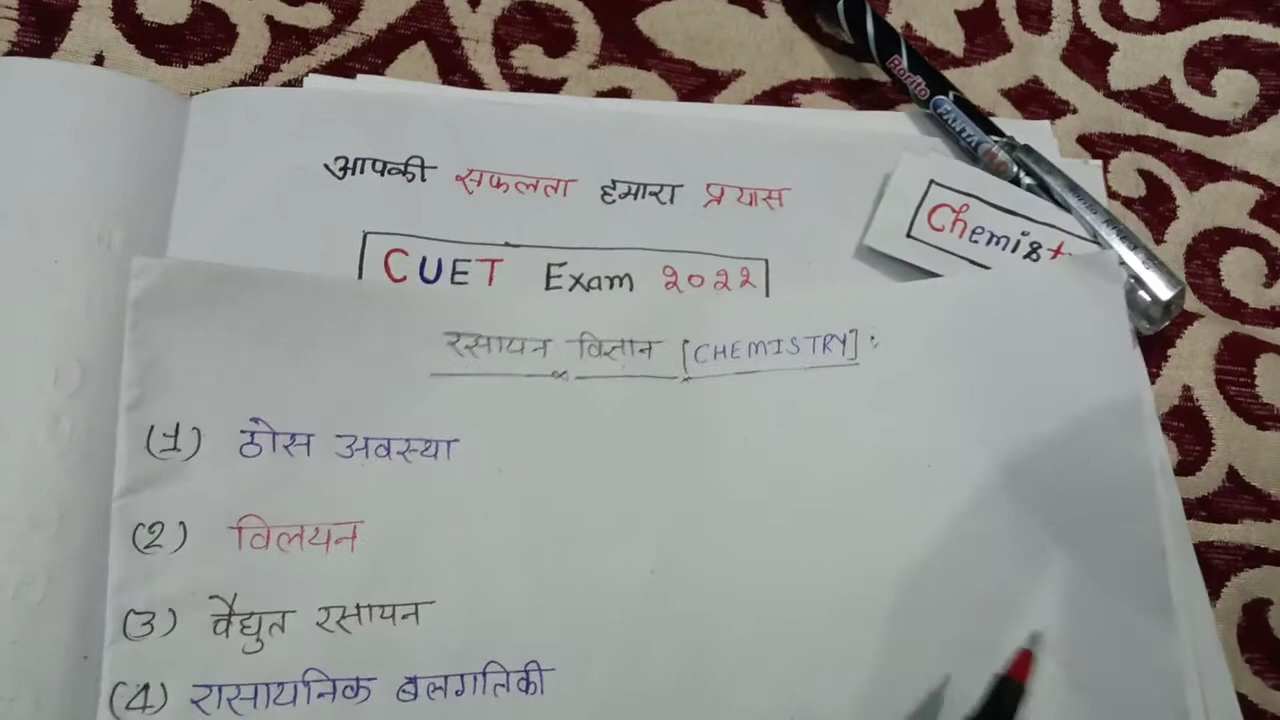 आपकी सफलता हमारा प्रयास
CUET Exam २०२२
Chemist
रसायन विज्ञान [CHEMISTRY]:
(1) ठोस अवस्था
(2) विलयन
(3) वैद्युत रसायन
(4) रासायनिक बलगतिकी
Rorito